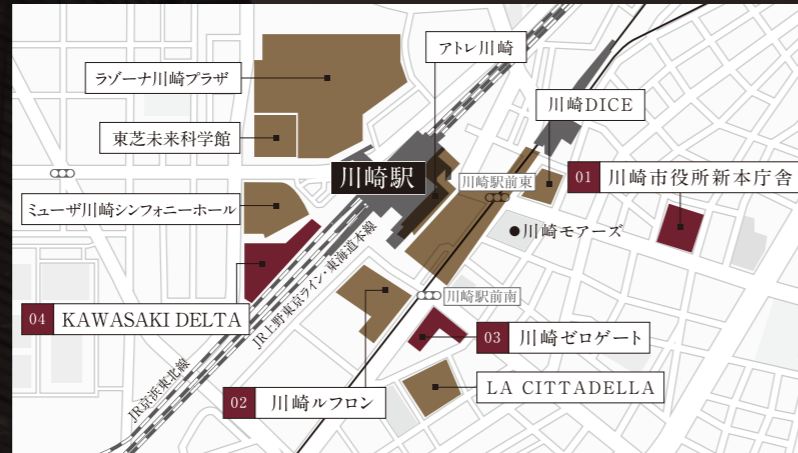 アトレ川崎
ラゾーナ川崎プラザ
川崎DICE
東芝未来科学館
川崎駅
川崎駅前東
01 川崎市役所新本庁舎
ミューザ川崎シンフォニーホール
川崎モアーズ
JR上野東京ライン・東海道本線
川崎駅前南
04 KAWASAKI DELTA
03 川崎ゼロゲート
JR京浜東北線
02 川崎ルフロン
LA CITTADELLA